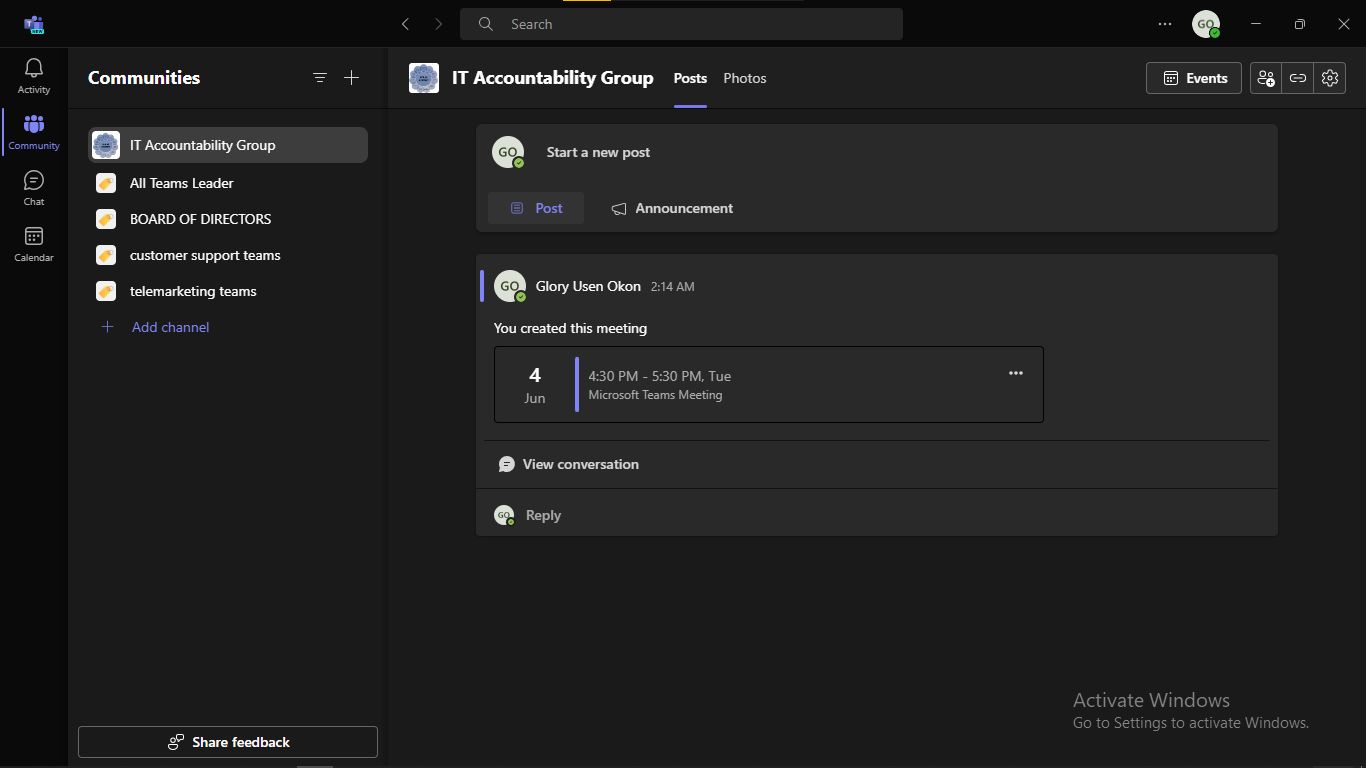 NEW
Search
GO
Activity
Community
Chat
Calendar
Communities
IT Accountability Group
All Teams Leader
BOARD OF DIRECTORS
customer support teams
telemarketing teams
Add channel
Share feedback
IT Accountability Group Posts Photos
Events
GO Start a new post
Post Announcement
GO Glory Usen Okon 2:14 AM
You created this meeting
4 4:30 PM - 5:30 PM, Tue
Jun Microsoft Teams Meeting
View conversation
GO Reply
Activate Windows
Go to Settings to activate Windows.